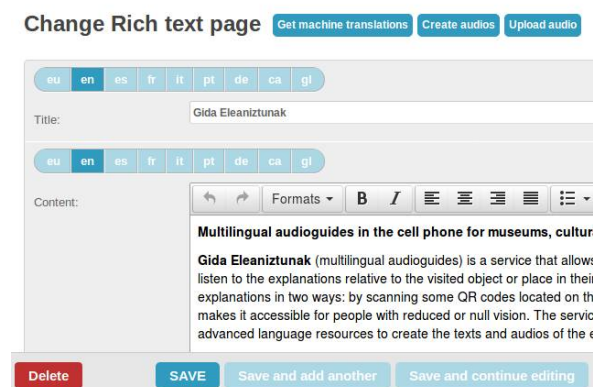 Change Rich text page Get machine translations Create audios Upload audio
eu en es fr it pt de ca gl
Title: Gida Eleaniztunak
eu en es fr it pt de ca gl
Content: Formats B I
Multilingual audioguides in the cell phone for museums,
Gida Eleaniztunak (multilingual audioguides) is a service that allows
listen to the explanations relative to the visited object or place in their
explanations in two ways: by scanning some QR codes located on
makes it accessible for people with reduced or null vision. The
advanced language resources to create the texts and audios of the
Delete SAVE Save and add another Save and continue editing